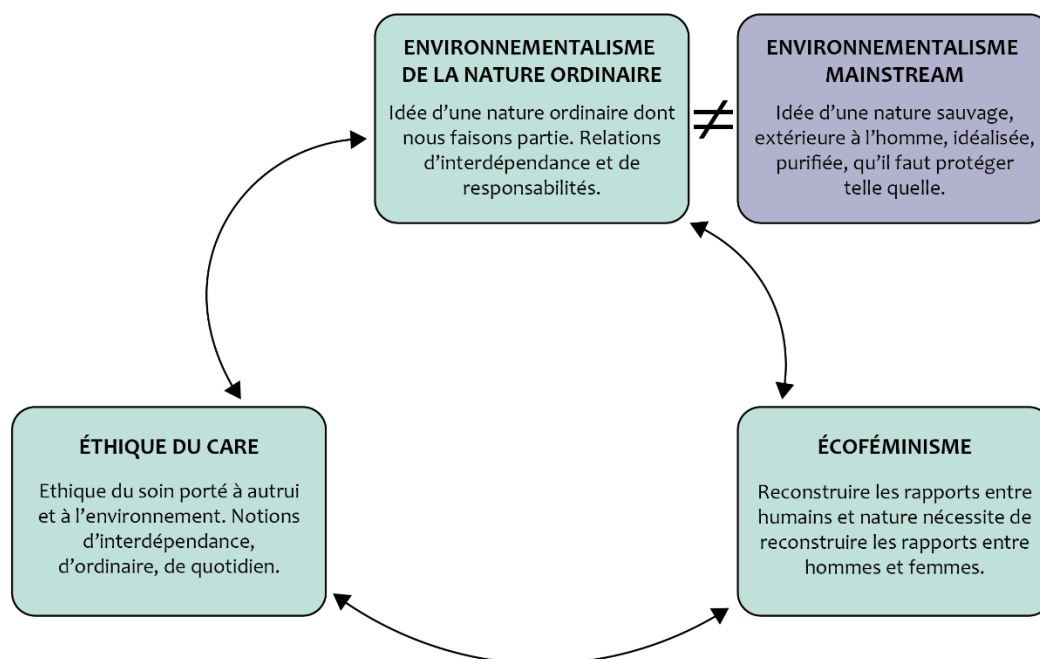 ENVIRONNEMENTALISME
DE LA NATURE ORDINAIRE
Idée d’une nature ordinaire dont
nous faisons partie. Relations
d’interdépendance et de
responsabilités.
≠
ENVIRONNEMENTALISME
MAINSTREAM
Idée d’une nature sauvage,
extérieure à l’homme, idéalisée,
purifiée, qu’il faut protéger
telle quelle.
ÉTHIQUE DU CARE
Ethique du soin porté à autrui
et à l’environnement. Notions
d’interdépendance,
d’ordinaire, de quotidien.
ÉCOFÉMINISME
Reconstruire les rapports entre
humains et nature nécessite de
reconstruire les rapports entre
hommes et femmes.